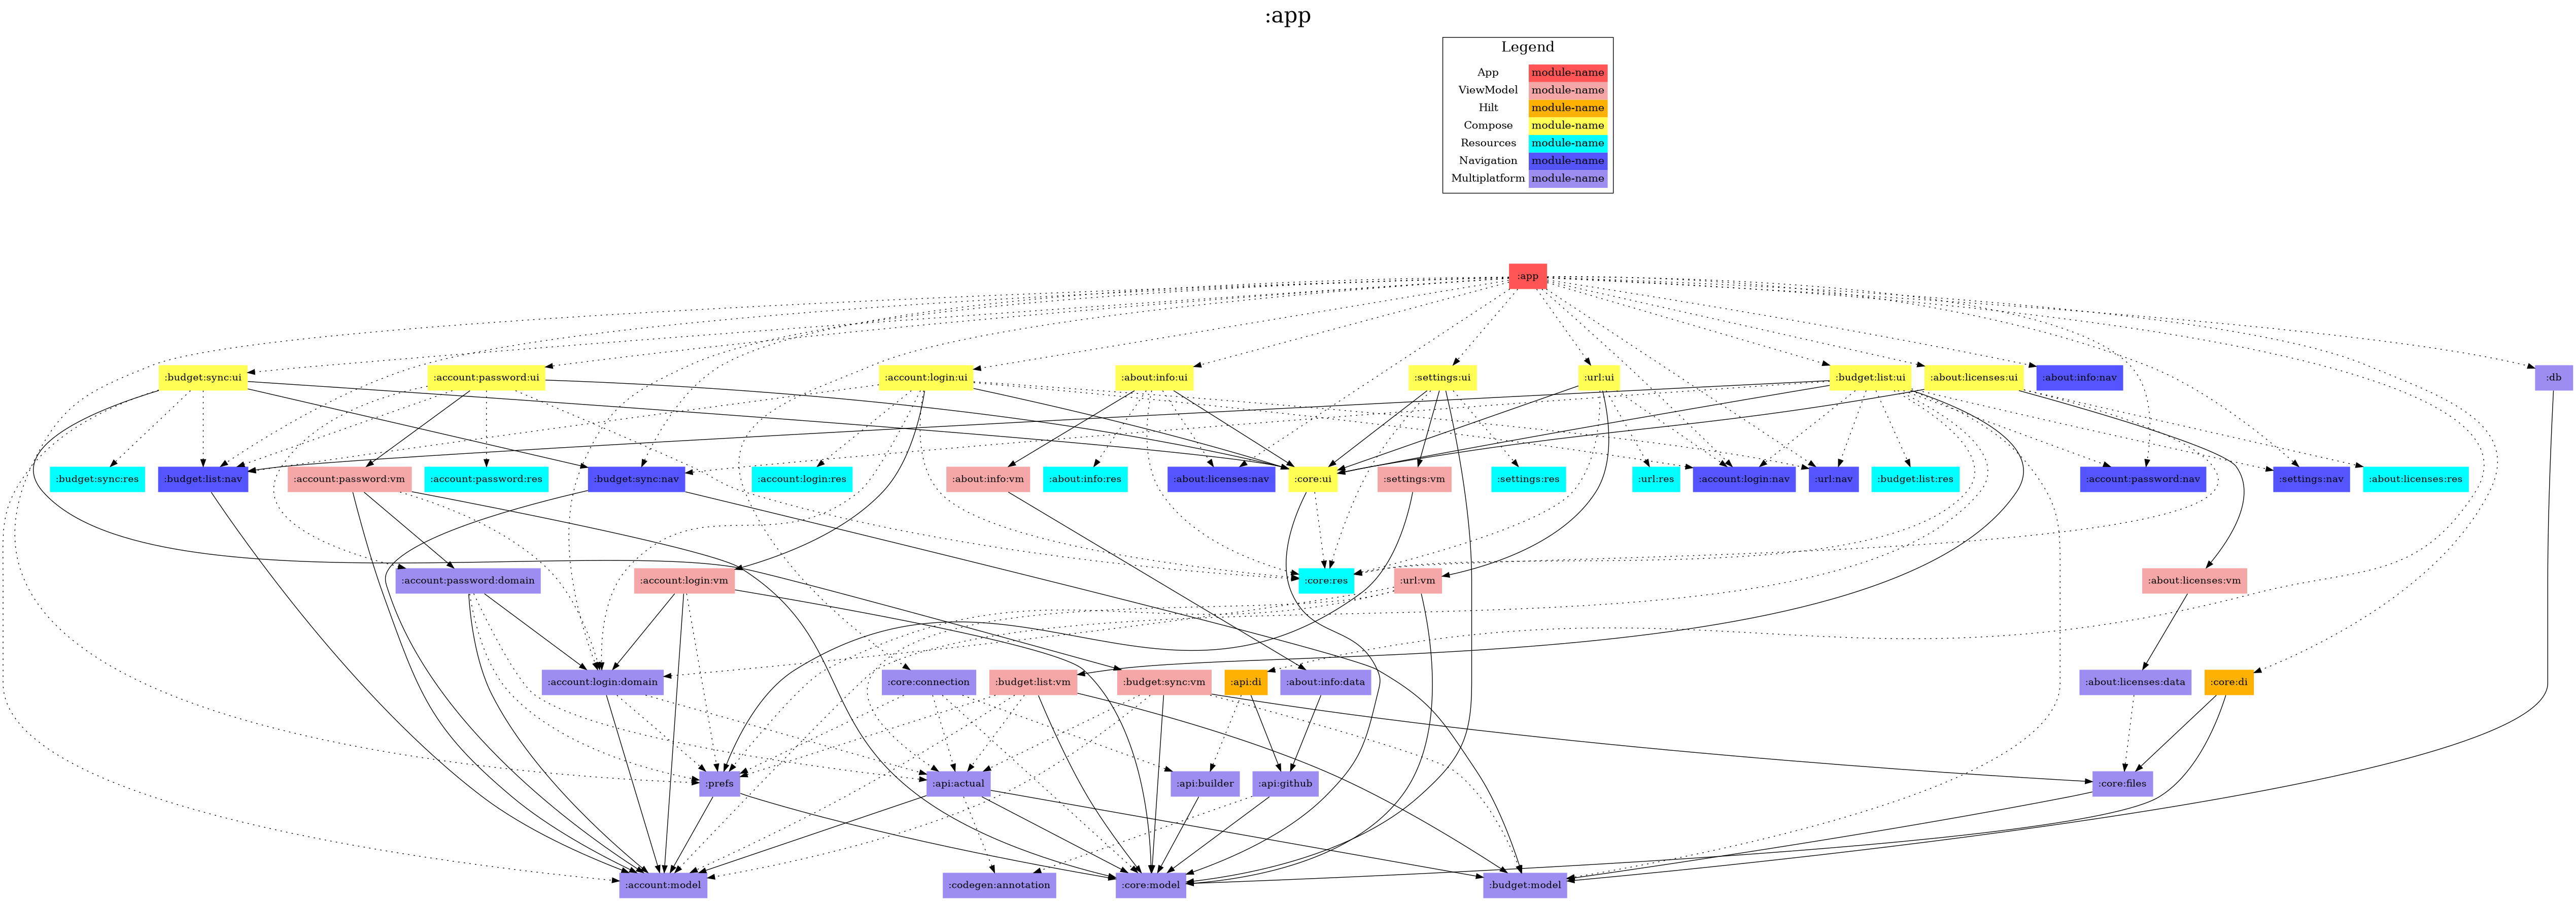 :app
Legend
App module-name
ViewModel module-name
Hilt module-name
Compose module-name
Resources module-name
Navigation module-name
Multiplatform module-name
:app
:budget:sync:ui :account:password:ui :account:login:ui :about:info:ui :settings:ui :url:ui :budget:list:ui :about:licenses:ui :about:info:nav :db
:budget:sync:res :budget:list:nav :account:password:vm :account:password:res :budget:sync:nav :account:login:res :about:info:vm :about:info:res :about:licenses:nav :core:ui :settings:vm :settings:res :url:res :account:login:nav :url:nav :budget:list:res :account:password:nav :settings:nav :about:licenses:res
:account:password:domain :account:login:vm :core:res :url:vm :about:licenses:vm
:account:login:domain :core:connection :budget:list:vm :budget:sync:vm :api:di :about:info:data :about:licenses:data :core:di
:prefs :api:actual :api:builder :api:github :core:files
:account:model :codegen:annotation :core:model :budget:model